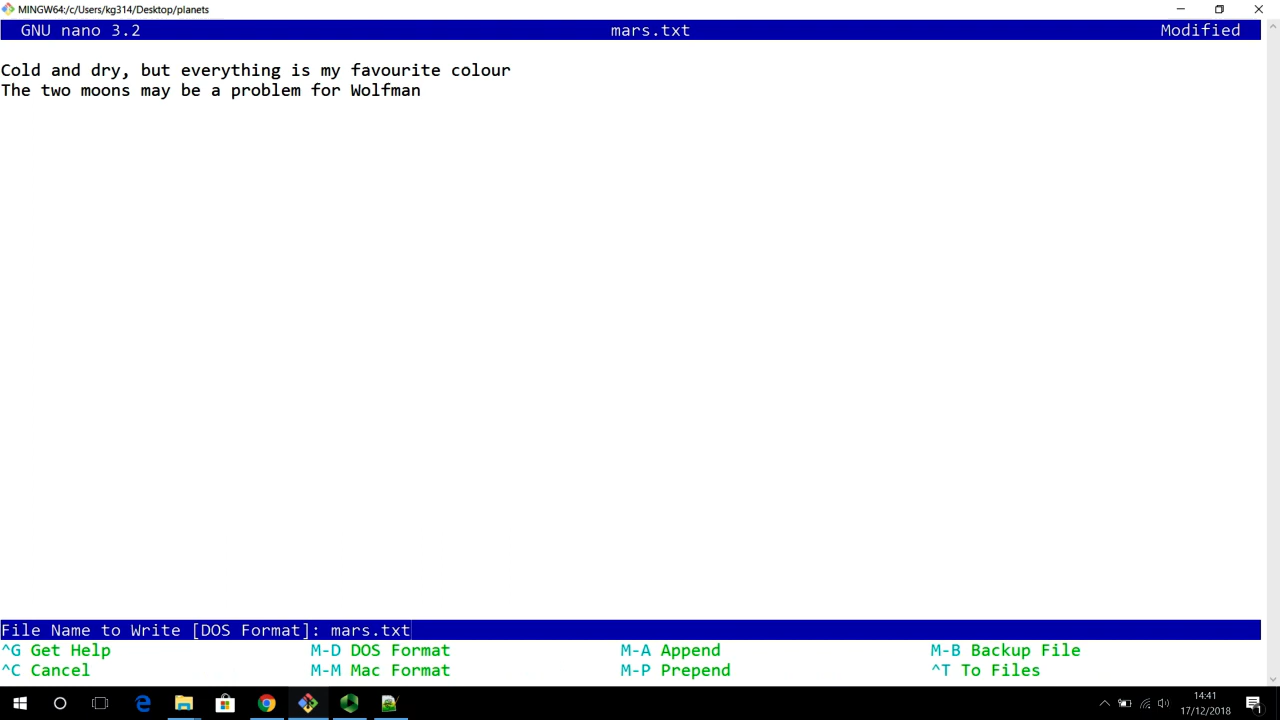 MINGW64:/c/Users/kg314/Desktop/planets
GNU nano 3.2 mars.txt Modified
Cold and dry, but everything is my favourite colour
The two moons may be a problem for Wolfman
File Name to Write [DOS Format]: mars.txt
^G Get Help M-D DOS Format M-A Append M-B Backup File
^C Cancel M-M Mac Format M-P Prepend ^T To Files
14:41
17/12/2018
1